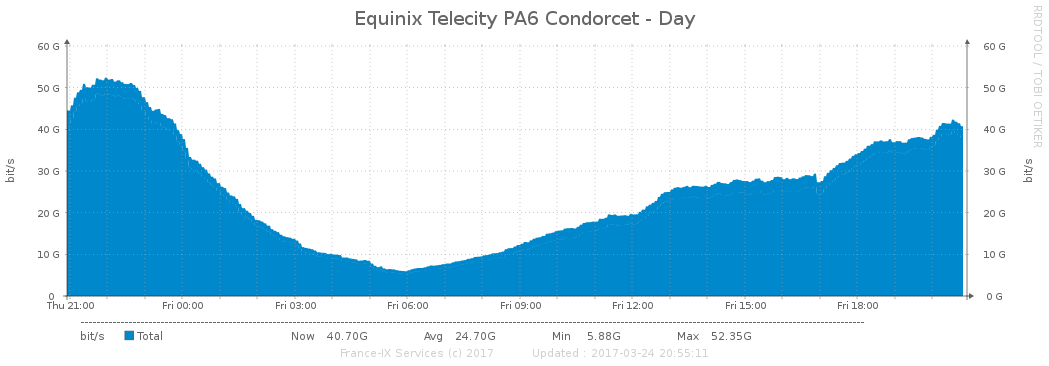 Equinix Telecity PA6 Condorcet - Day
RRDTOOL / TOBI OETIKER
60 G 60 G
50 G 50 G
40 G 40 G
30 G 30 G
20 G 20 G
10 G 10 G
0 0 G
bit/s
bit/s
Thu 21:00 Fri 00:00 Fri 03:00 Fri 06:00 Fri 09:00 Fri 12:00 Fri 15:00 Fri 18:00
bit/s Total Now 40.70G Avg 24.70G Min 5.88G Max 52.35G
France-IX Services (c) 2017 Updated : 2017-03-24 20:55:11